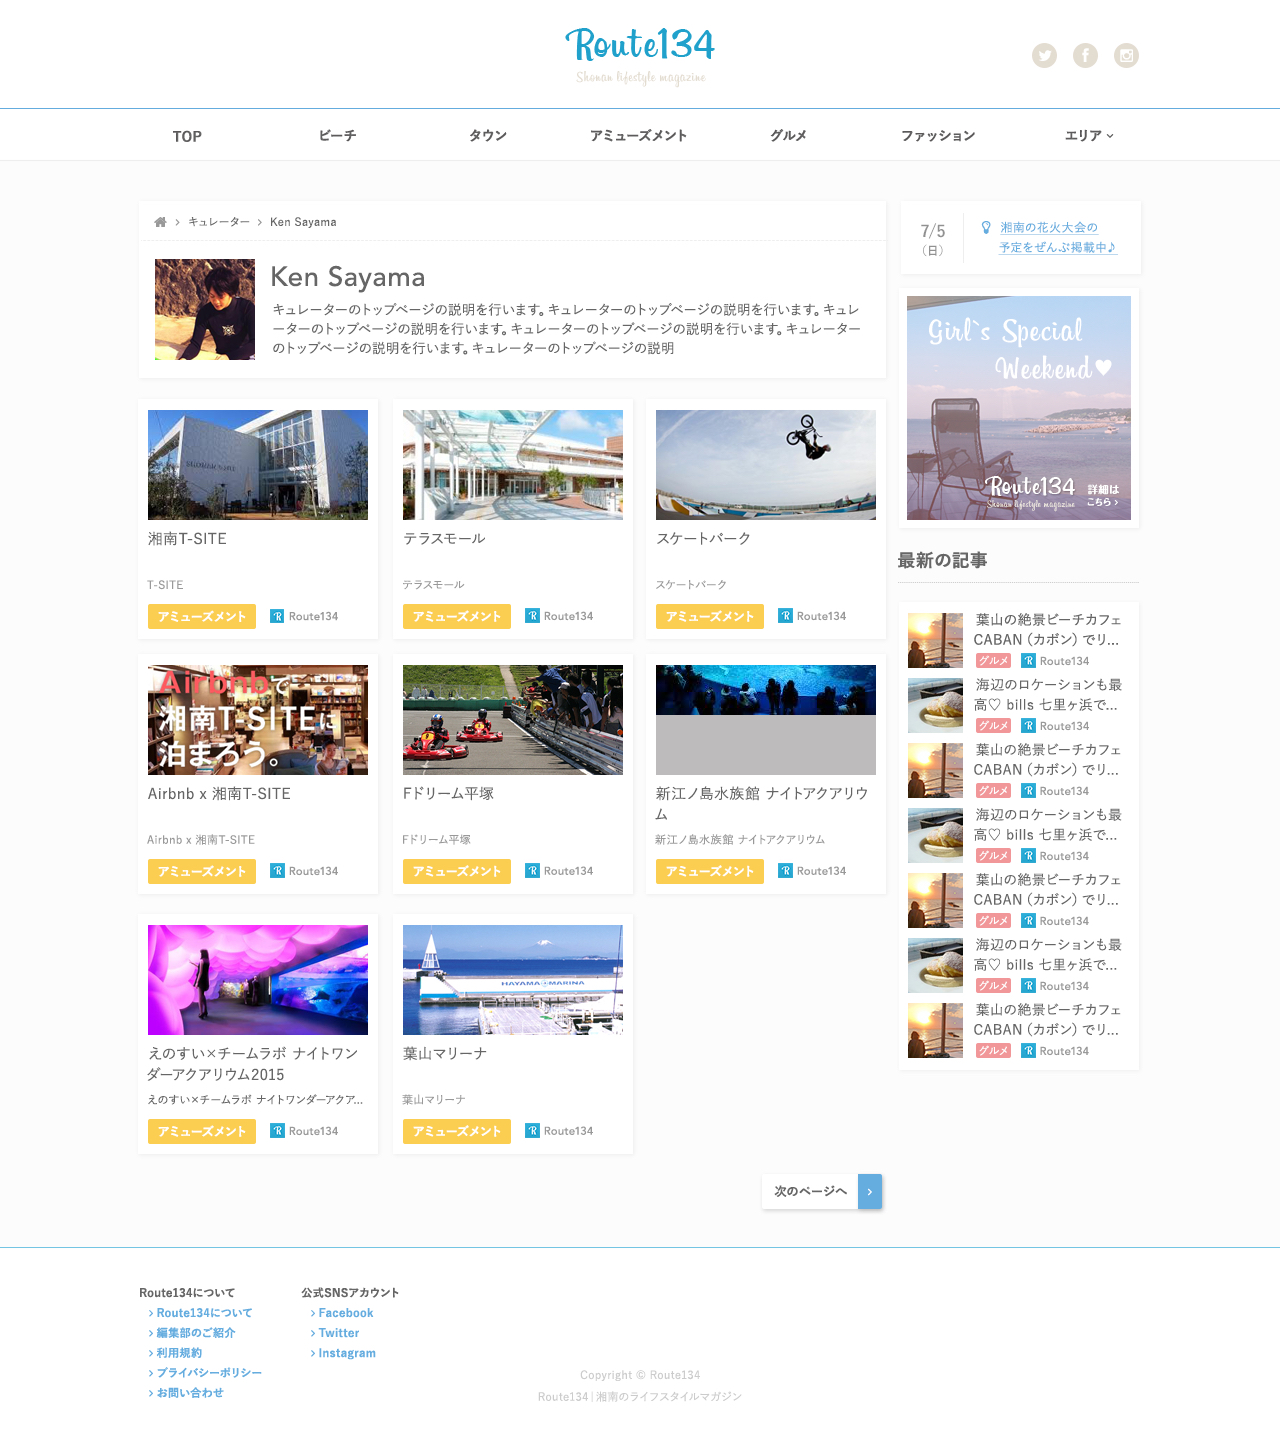 Route134
Shonan lifestyle magazine
TOP
ビーチ
タウン
アミューズメント
グルメ
ファッション
エリア
キュレーター
Ken Sayama
Ken Sayama
キュレーターのトップページの説明を行います。キュレーターのトップページの説明を行います。キュレ
ーターのトップページの説明を行います。キュレーターのトップページの説明を行います。キュレーター
のトップページの説明を行います。キュレーターのトップページの説明
SHONAN T-SITE
湘南T-SITE
T-SITE
アミューズメント
Route134
テラスモール
テラスモール
アミューズメント
Route134
スケートパーク
スケートパーク
アミューズメント
Route134
Airbnbで
湘南T-SITEに
泊まろう。
Airbnb x 湘南T-SITE
Airbnb x 湘南T-SITE
アミューズメント
Route134
Fドリーム平塚
Fドリーム平塚
アミューズメント
Route134
新江ノ島水族館 ナイトアクアリウ
ム
新江ノ島水族館 ナイトアクアリウム
アミューズメント
Route134
えのすい×チームラボ ナイトワン
ダーアクアリウム2015
えのすい×チームラボ ナイトワンダーアクア...
アミューズメント
Route134
HAYAMA MARINA
葉山マリーナ
葉山マリーナ
アミューズメント
Route134
次のページへ
7/5
（日）
湘南の花火大会の
予定をぜんぶ掲載中♪
Girl`s Special
Weekend♥
Route134
Shonan lifestyle magazine
詳細は
こちら >
最新の記事
葉山の絶景ビーチカフェ
CABAN（カボン）でリ...
グルメ
Route134
海辺のロケーションも最
高♡ bills 七里ヶ浜で...
グルメ
Route134
葉山の絶景ビーチカフェ
CABAN（カボン）でリ...
グルメ
Route134
海辺のロケーションも最
高♡ bills 七里ヶ浜で...
グルメ
Route134
葉山の絶景ビーチカフェ
CABAN（カボン）でリ...
グルメ
Route134
海辺のロケーションも最
高♡ bills 七里ヶ浜で...
グルメ
Route134
葉山の絶景ビーチカフェ
CABAN（カボン）でリ...
グルメ
Route134
Route134について
Route134について
編集部のご紹介
利用規約
プライバシーポリシー
お問い合わせ
公式SNSアカウント
Facebook
Twitter
Instagram
Copyright © Route134
Route134 | 湘南のライフスタイルマガジン